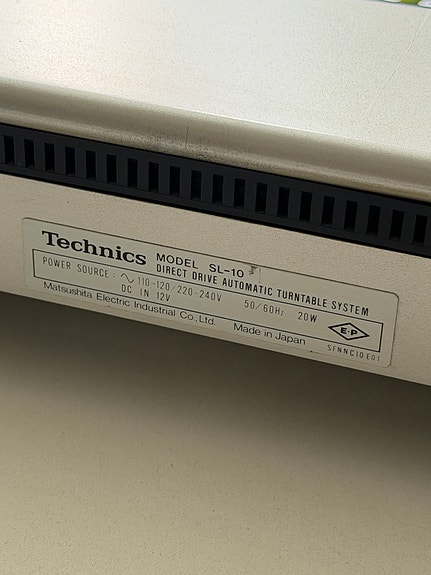 Technics MODEL SL-10
DIRECT DRIVE AUTOMATIC TURNTABLE SYSTEM
POWER SOURCE : ∿ 110-120/220-240V 50/60Hz 20W
DC IN 12V
E·P
Matsushita Electric Industrial Co., Ltd. Made in Japan
SFNNC10E01